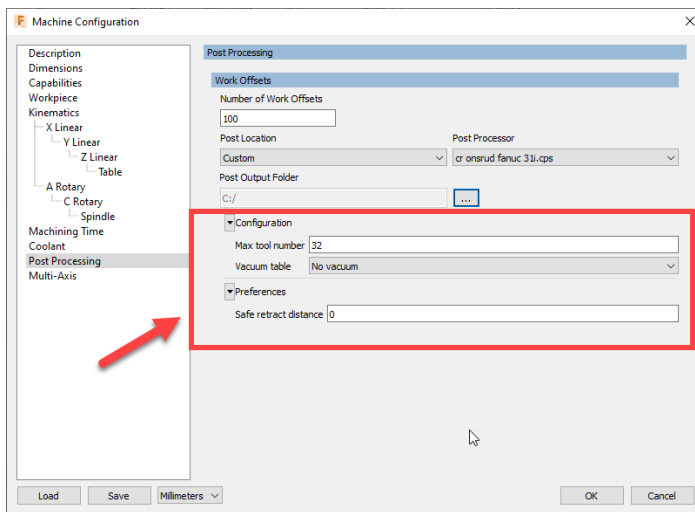 F Machine Configuration
Description
Dimensions
Capabilities
Workpiece
Kinematics
X Linear
Y Linear
Z Linear
Table
A Rotary
C Rotary
Spindle
Machining Time
Coolant
Post Processing
Multi-Axis
Post Processing
Work Offsets
Number of Work Offsets
100
Post Location Post Processor
Custom cr onsrud fanuc 31i.cps
Post Output Folder
C:/ ...
Configuration
Max tool number 32
Vacuum table No vacuum
Preferences
Safe retract distance 0
Load Save Millimeters OK Cancel